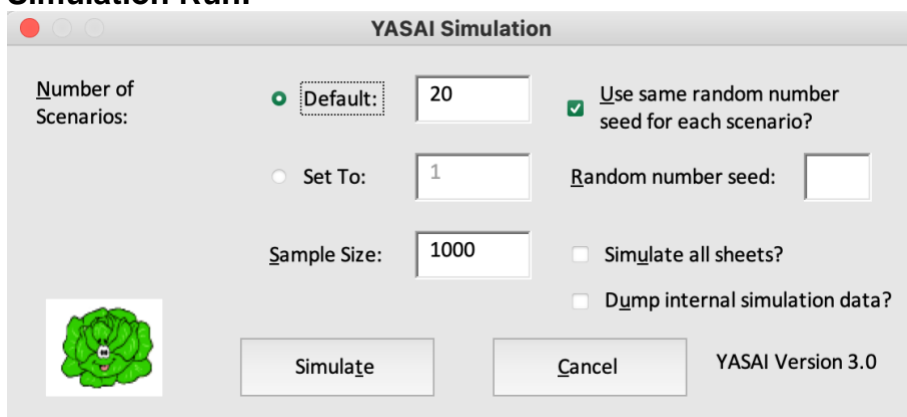 Simulation Run:
YASAI Simulation
Number of
Scenarios:
Default:
20
Use same random number
seed for each scenario?
Set To:
1
Random number seed:
Sample Size:
1000
Simulate all sheets?
Dump internal simulation data?
Simulate
Cancel
YASAI Version 3.0